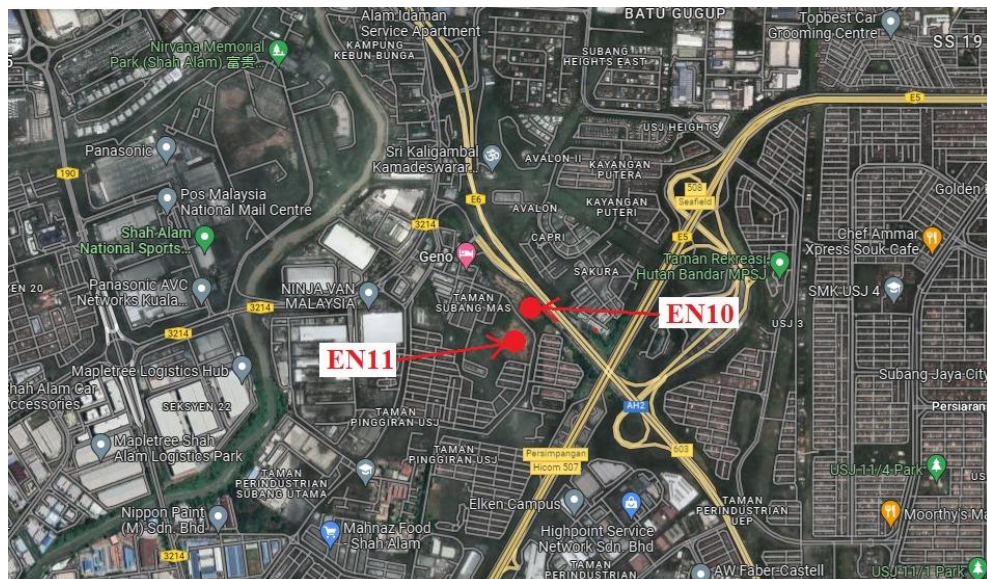 BATU GUGUP
Topbest Car
Grooming Centre
SS 19
Alam Idaman
Service Apartment
KAMPUNG
KEBUN BUNGA
Nirvana Memorial
Park (Shah Alam) 富贵...
SUBANG
HEIGHTS EAST
E5
E5
USJ HEIGHTS
Panasonic
190
Sri Kaligambal
Kamadeswarar...
AVALON II
KAYANGAN
PUTERA
508
Seafield
Pos Malaysia
National Mail Centre
E6
AVALON
KAYANGAN
PUTERI
Golden
Shah Alam
National Sports...
3214
CAPRI
E5
Chef Ammar
Xpress Souk Cafe
Geno
Taman Rekreasi
Hutan Bandar MPSJ
SAKURA
Panasonic AVC
Networks Kuala...
NINJA VAN
MALAYSIA
TAMAN
SUBANG MAS
SMK USJ 4
3214
3214
EN10
USJ 3
EN11
Mapletree Logistics Hub
Shah Alam Car
Accessories
SEKSYEN 22
Subang Jaya City
AH2
Persiaran
TAMAN
PINGGIRAN USJ
Mapletree Shah
Alam Logistics Park
TAMAN
PINGGIRAN USJ
Persimpangan
Hicom 507
603
USJ 11/4 Park
TAMAN
PERINDUSTRIAN
SUBANG UTAMA
Elken Campus
TAMAN
PERINDUSTRIAN
UEP
Nippon Paint
(M) Sdn. Bhd
Mahnaz Food
Shah Alam
Highpoint Service
Network Sdn. Bhd
Moorthy's Ma
3214
TAMAN
PERINDUSTRIAN
AW Faber-Castell
USJ 11/1 Park